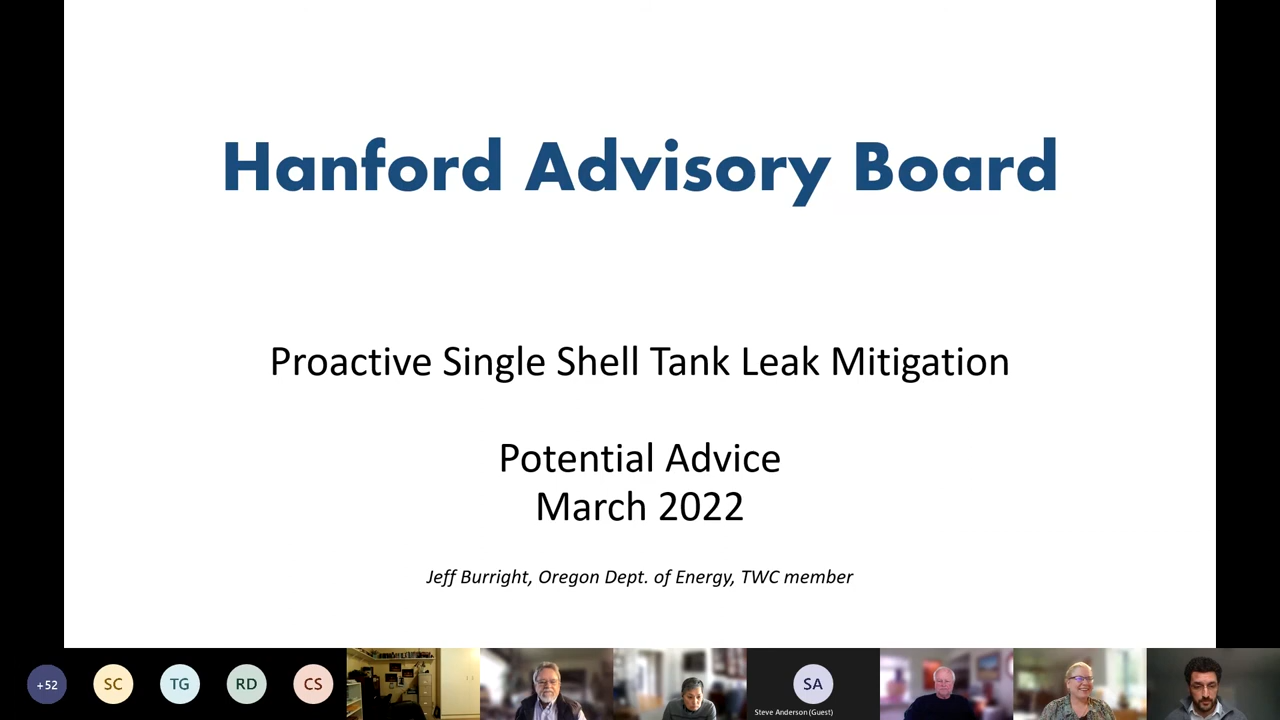 Hanford Advisory Board
Proactive Single Shell Tank Leak Mitigation
Potential Advice
March 2022
Jeff Burright, Oregon Dept. of Energy, TWC member
+52
SC
TG
RD
CS
SA
Steve Anderson (Guest)